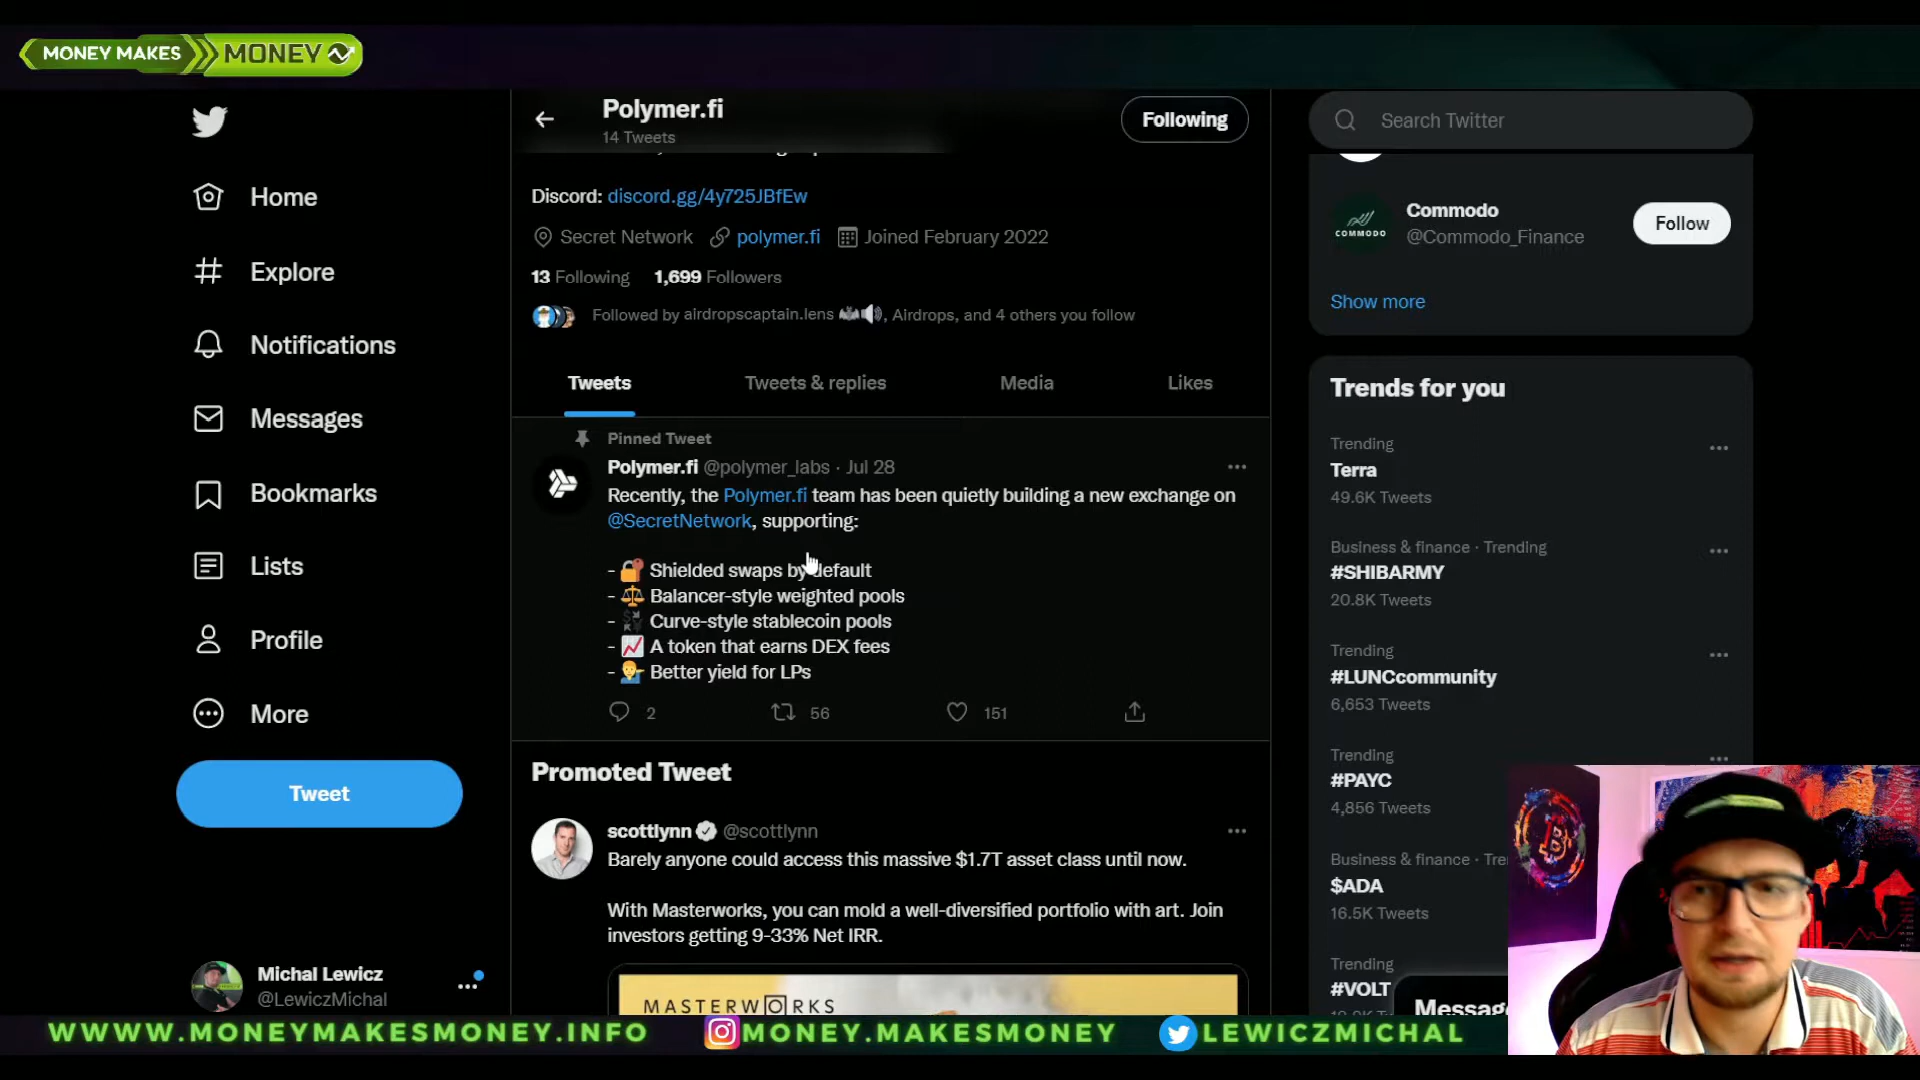 MONEY MAKES MONEY
Polymer.fi
14 Tweets
Following
Discord: discord.gg/4y725JBfEw
Secret Network polymer.fi Joined February 2022
13 Following 1,699 Followers
Followed by airdropscaptain.lens, Airdrops, and 4 others you follow
Tweets Tweets & replies Media Likes
Pinned Tweet
Polymer.fi @polymer_labs · Jul 28
Recently, the Polymer.fi team has been quietly building a new exchange on
@SecretNetwork, supporting:
- Shielded swaps by default
- Balancer-style weighted pools
- Curve-style stablecoin pools
- A token that earns DEX fees
- Better yield for LPs
2 56 151
Promoted Tweet
scottlynn @scottlynn
Barely anyone could access this massive $1.7T asset class until now.
With Masterworks, you can mold a well-diversified portfolio with art. Join
investors getting 9-33% Net IRR.
MASTERWORKS
Home
Explore
Notifications
Messages
Bookmarks
Lists
Profile
More
Tweet
Michal Lewicz
@LewiczMichal
Search Twitter
COMMODO
Commodo
@Commodo_Finance
Follow
Show more
Trends for you
Trending
Terra
49.6K Tweets
Business & finance · Trending
#SHIBARMY
20.8K Tweets
Trending
#LUNCcommunity
6,653 Tweets
Trending
#PAYC
4,856 Tweets
Business & finance · Tre
$ADA
16.5K Tweets
Trending
#VOLT
Message
WWWW.MONEYMAKESMONEY.INFO MONEY.MAKESMONEY LEWICZMICHAL